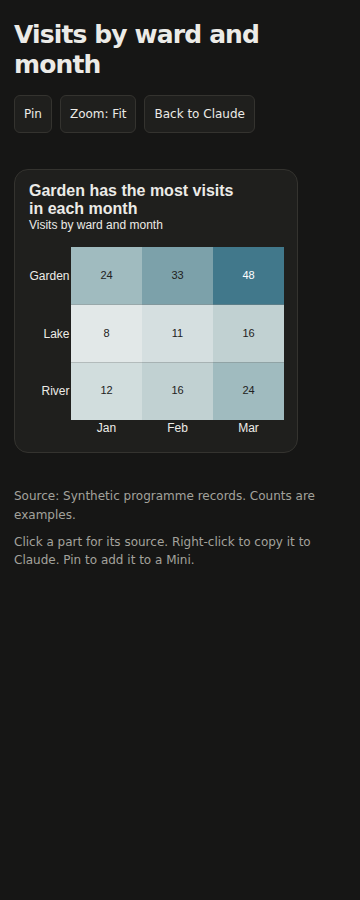 Visits by ward and
month
Pin
Zoom: Fit
Back to Claude
Garden has the most visits
in each month
Visits by ward and month
Garden 24 33 48
Lake 8 11 16
River 12 16 24
Jan Feb Mar
Source: Synthetic programme records. Counts are
examples.
Click a part for its source. Right-click to copy it to
Claude. Pin to add it to a Mini.